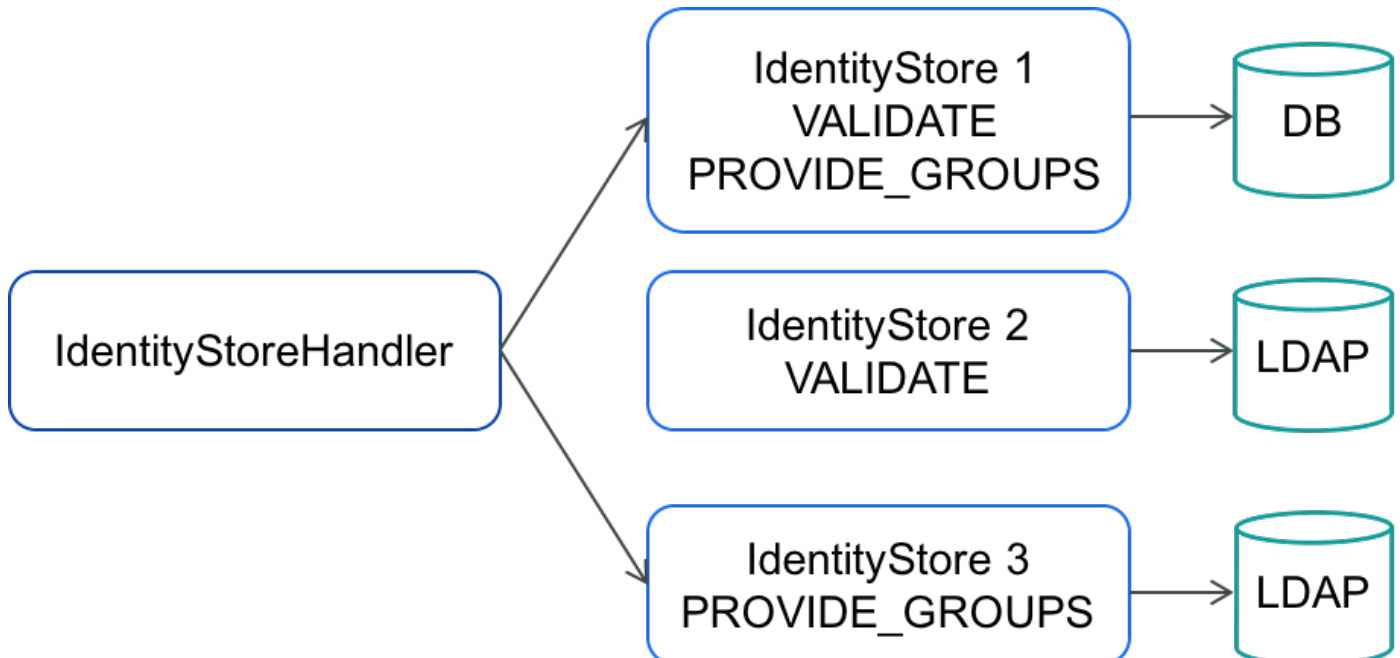 IdentityStore 1
VALIDATE
PROVIDE_GROUPS
DB
IdentityStoreHandler
IdentityStore 2
VALIDATE
LDAP
IdentityStore 3
PROVIDE_GROUPS
LDAP